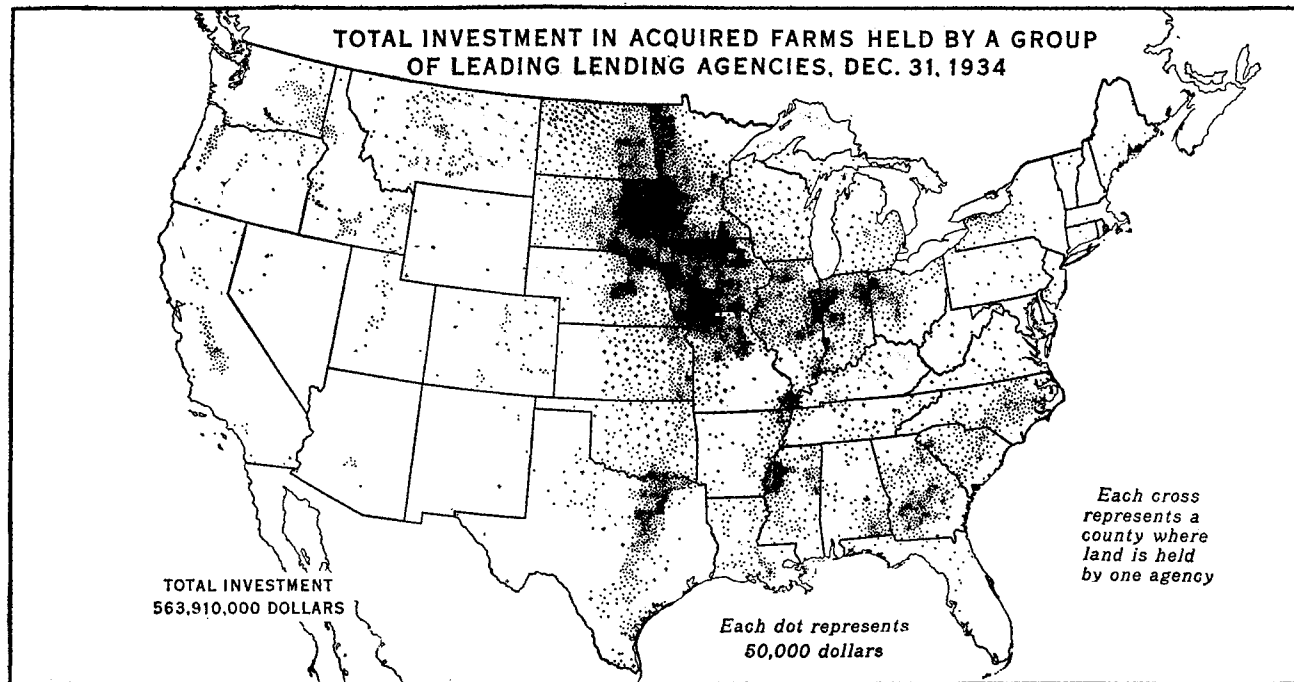 TOTAL INVESTMENT IN ACQUIRED FARMS HELD BY A GROUP
OF LEADING LENDING AGENCIES, DEC. 31, 1934
Each cross
represents a
county where
land is held
by one agency
TOTAL INVESTMENT
563,910,000 DOLLARS
Each dot represents
50,000 dollars